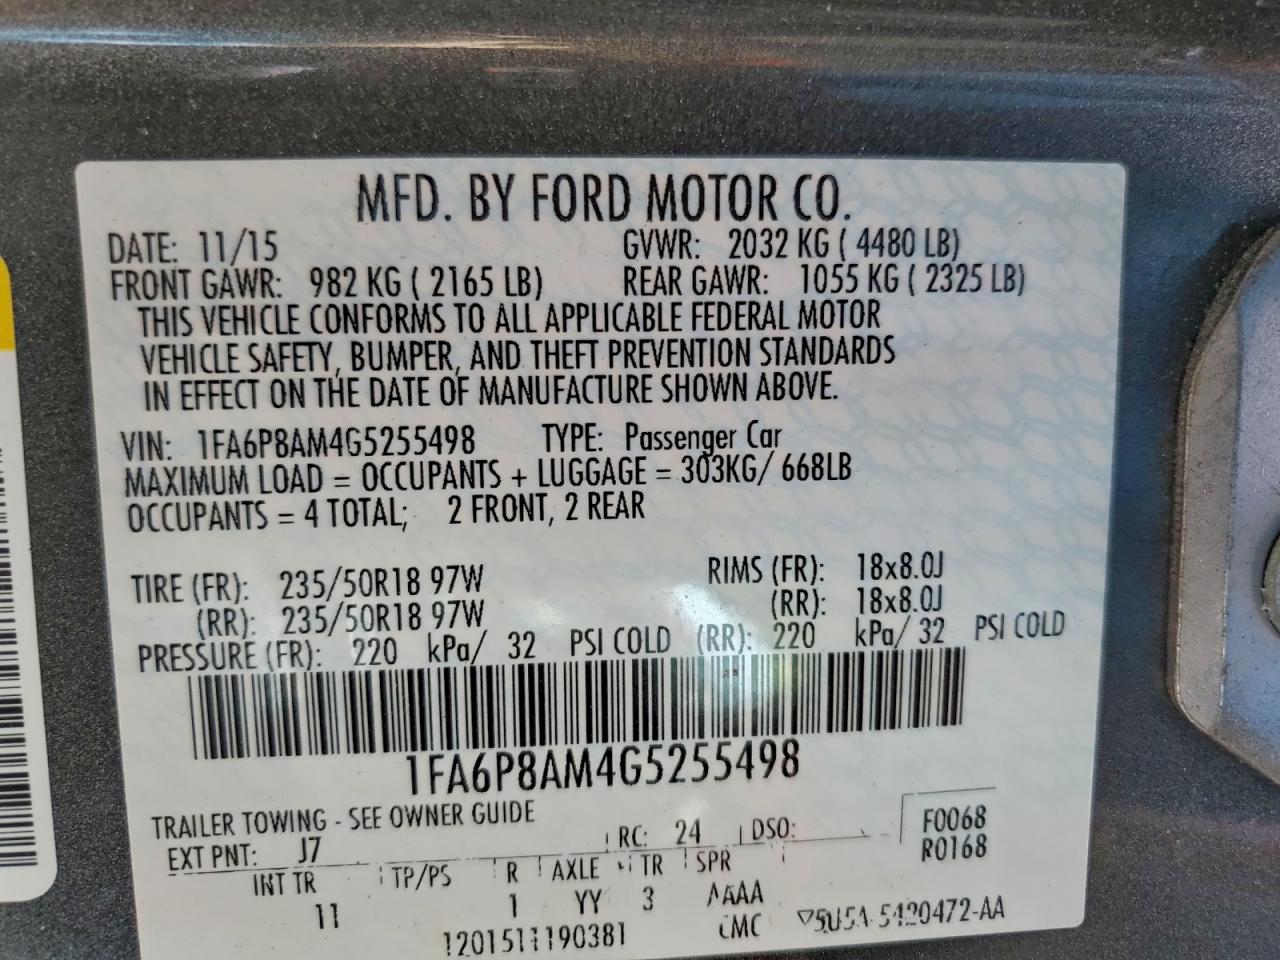 MFD. BY FORD MOTOR CO.
DATE: 11/15 GVWR: 2032 KG ( 4480 LB)
FRONT GAWR: 982 KG ( 2165 LB) REAR GAWR: 1055 KG ( 2325 LB)
THIS VEHICLE CONFORMS TO ALL APPLICABLE FEDERAL MOTOR
VEHICLE SAFETY, BUMPER, AND THEFT PREVENTION STANDARDS
IN EFFECT ON THE DATE OF MANUFACTURE SHOWN ABOVE.
VIN: 1FA6P8AM4G5255498 TYPE: Passenger Car
MAXIMUM LOAD = OCCUPANTS + LUGGAGE = 303KG/ 668LB
OCCUPANTS = 4 TOTAL; 2 FRONT, 2 REAR
TIRE (FR): 235/50R18 97W RIMS (FR): 18x8.0J
(RR): 235/50R18 97W (RR): 18x8.0J
PRESSURE (FR): 220 kPa/ 32 PSI COLD (RR): 220 kPa/ 32 PSI COLD
1FA6P8AM4G5255498
TRAILER TOWING - SEE OWNER GUIDE
EXT PNT: J7 RC: 24 DSO: F0068
R0168
INT TR TP/PS R AXLE TR SPR
11 1 YY 3 AAAA
1201511190381